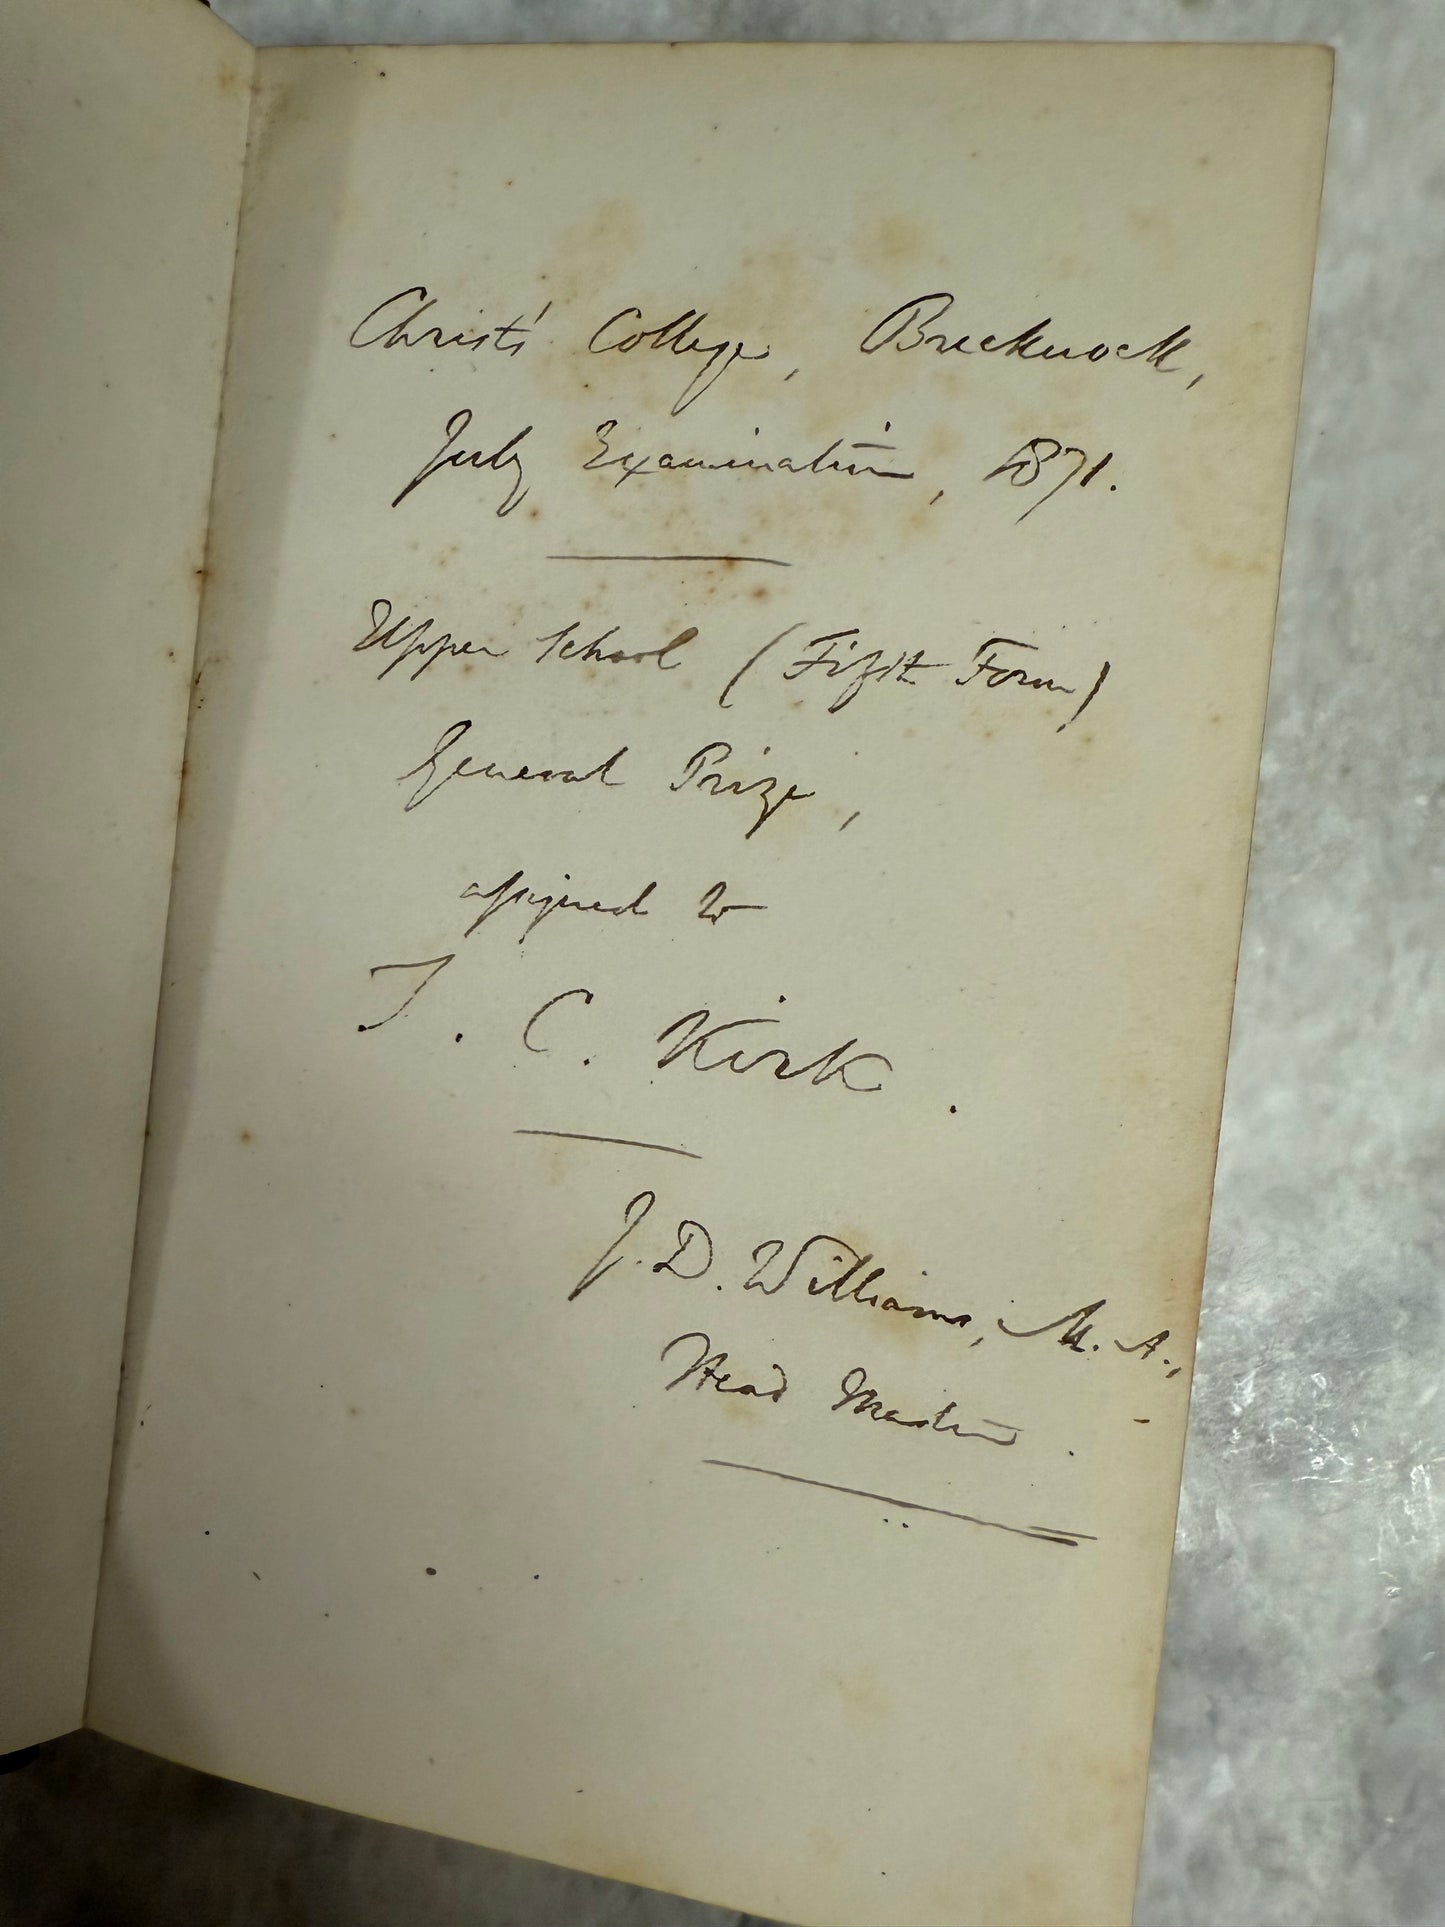 Christ's College, Brecknock,
July Examination, 1871.
Upper School (Fifth Form)
General Prize,
assigned to
T. C. Kirk.
J. D. Williams, M. A.,
Head Master.